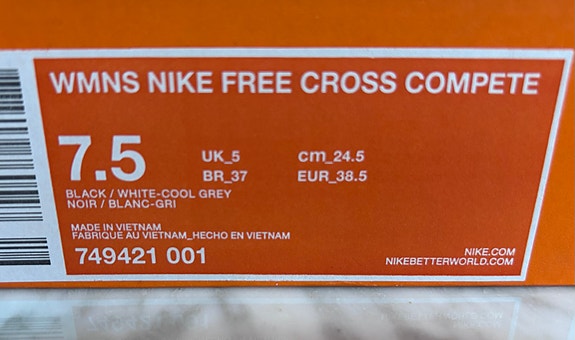 WMNS NIKE FREE CROSS COMPETE
7.5 UK_5 cm_24.5
BR_37 EUR_38.5
BLACK / WHITE-COOL GREY
NOIR / BLANC-GRI
MADE IN VIETNAM
FABRIQUE AU VIETNAM_HECHO EN VIETNAM
749421 001
NIKE.COM
NIKEBETTERWORLD.COM